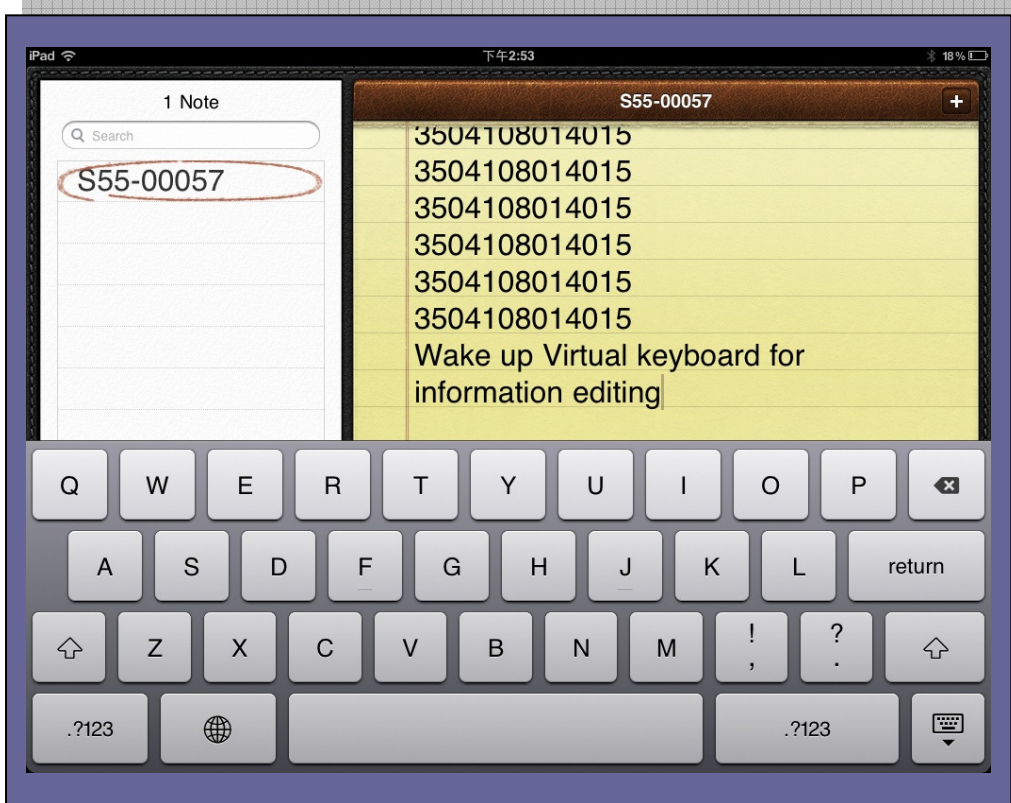 iPad 下午2:53 18%
1 Note
Search
S55-00057
S55-00057 +
3504108014015
3504108014015
3504108014015
3504108014015
3504108014015
3504108014015
Wake up Virtual keyboard for
information editing
Q W E R T Y U I O P
A S D F G H J K L return
Z X C V B N M ! , ? .
.?123 .?123